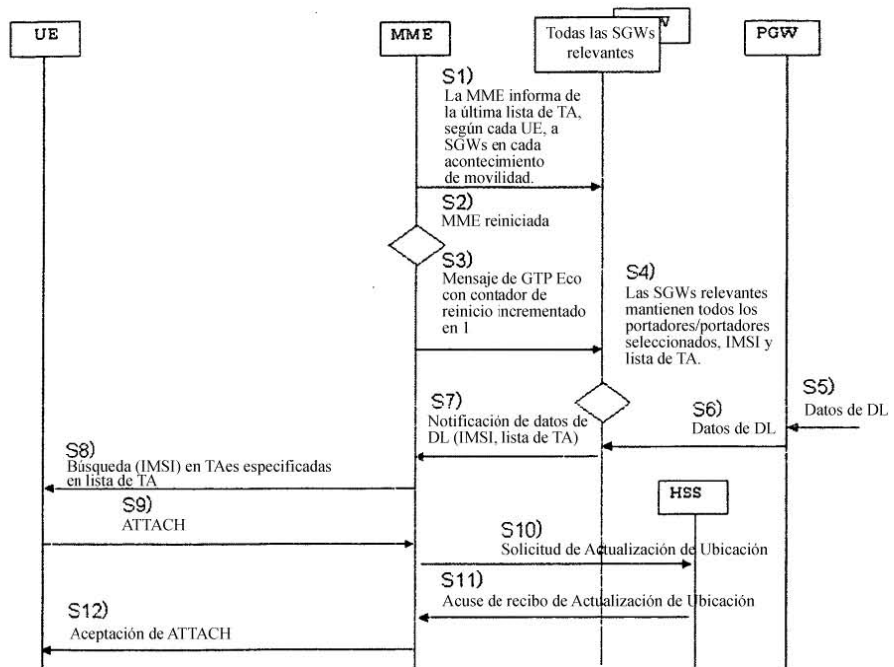 UE
MME
Todas las SGWs
relevantes
PGW
S1)
La MME informa de
la última lista de TA,
según cada UE, a
SGWs en cada
acontecimiento
de movilidad.
S2)
MME reiniciada
S3)
Mensaje de GTP Eco
con contador de
reinicio incrementado
en 1
S4)
Las SGWs relevantes
mantienen todos los
portadores/portadores
seleccionados, IMSI y
lista de TA.
S5)
Datos de DL
S6)
Datos de DL
S7)
Notificación de datos de
DL (IMSI, lista de TA)
S8)
Búsqueda (IMSI) en TAes especificadas
en lista de TA
S9)
ATTACH
HSS
S10)
Solicitud de Actualización de Ubicación
S11)
Acuse de recibo de Actualización de Ubicación
S12)
Aceptación de ATTACH